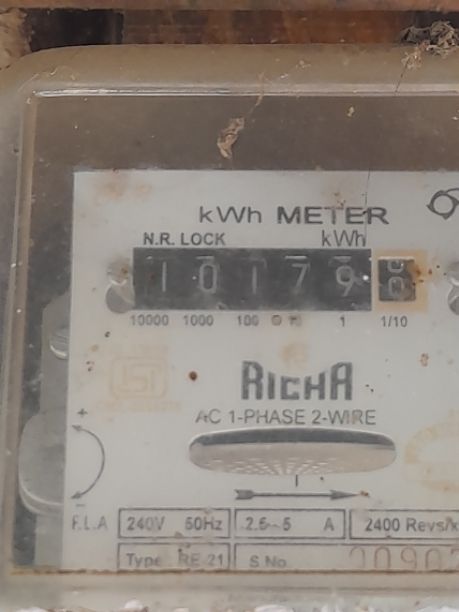 kWh METER
N.R. LOCK kWh
1 0 1 7 9
10000 1000 100 10 1 1/10
RICHA
AC 1-PHASE 2-WIRE
+
-
F.L.A 240V 50Hz 2.5-5 A 2400 Revs/k
Type RE 21 S No.